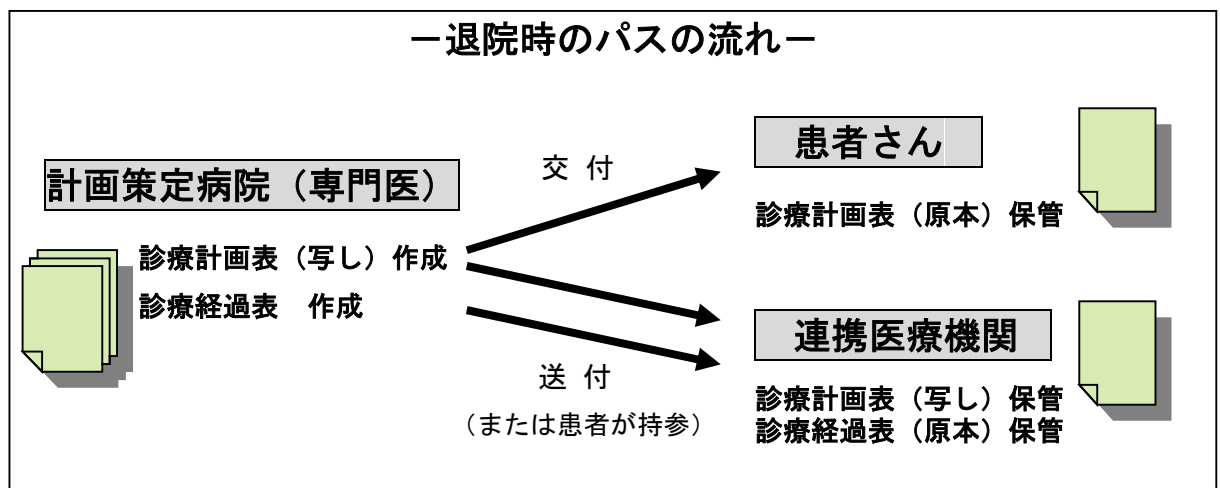 －退院時のパスの流れ－
計画策定病院（専門医）
診療計画表（写し）作成
診療経過表　作成
交 付
送 付
（または患者が持参）
患者さん
診療計画表（原本）保管
連携医療機関
診療計画表（写し）保管
診療経過表（原本）保管